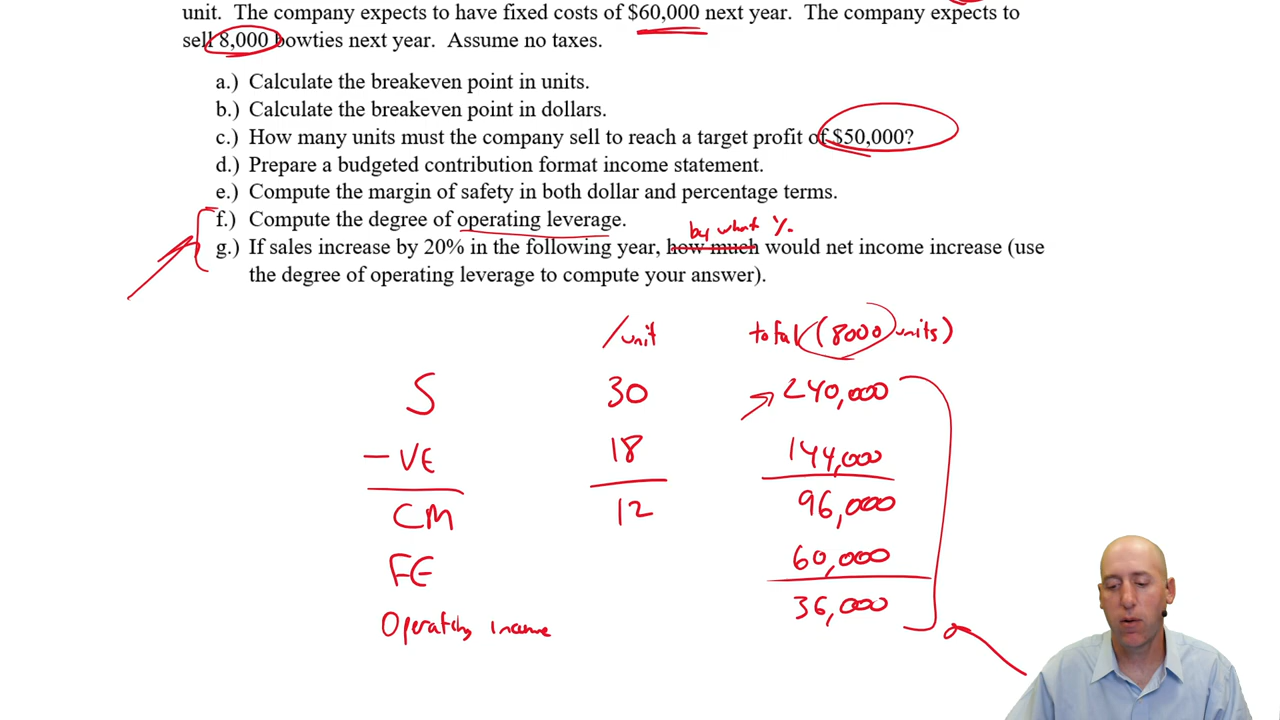 unit. The company expects to have fixed costs of $60,000 next year. The company expects to
sell 8,000 bowties next year. Assume no taxes.
a.) Calculate the breakeven point in units.
b.) Calculate the breakeven point in dollars.
c.) How many units must the company sell to reach a target profit of $50,000?
d.) Prepare a budgeted contribution format income statement.
e.) Compute the margin of safety in both dollar and percentage terms.
f.) Compute the degree of operating leverage.
by what %
g.) If sales increase by 20% in the following year, how much would net income increase (use
the degree of operating leverage to compute your answer).
/unit total (8000 units)
S 30 240,000
- VE 18 144,000
CM 12 96,000
FE 60,000
Operating income 36,000